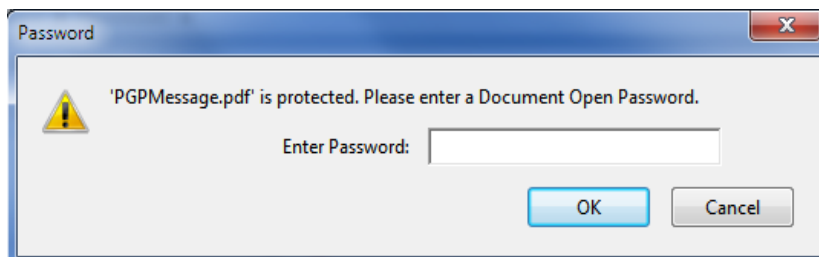 Password
'PGPMessage.pdf' is protected. Please enter a Document Open Password.
Enter Password:
OK Cancel